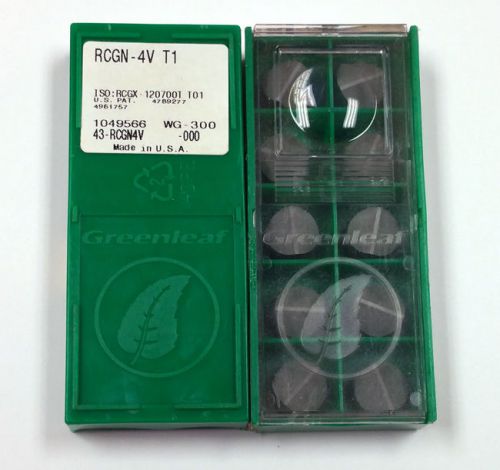 RCGN-4V T1
ISO:RCGX 120700T T01
U.S. PAT. 4789277
4961757
1049566 WG-300
43-RCGN4V -000
Made in U.S.A.
Greenleaf
Greenleaf